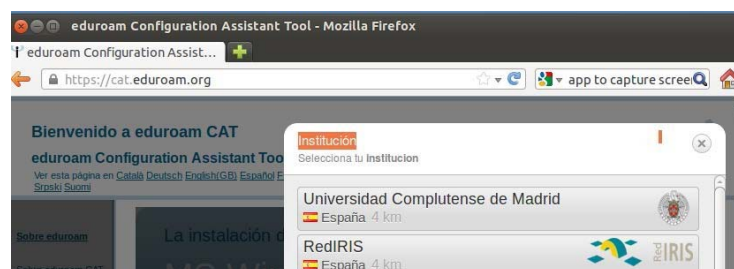 eduroam Configuration Assistant Tool - Mozilla Firefox
eduroam Configuration Assist...
https://cat.eduroam.org
app to capture scree
Bienvenido a eduroam CAT
eduroam Configuration Assistant Too
Ver esta página en Català Deutsch English(GB) Español F
Srpski Suomi
Institución
Selecciona tu Institucion
Universidad Complutense de Madrid
España 4 km
Sobre eduroam
La instalación d
RedIRIS
RedIRIS
España 4 km